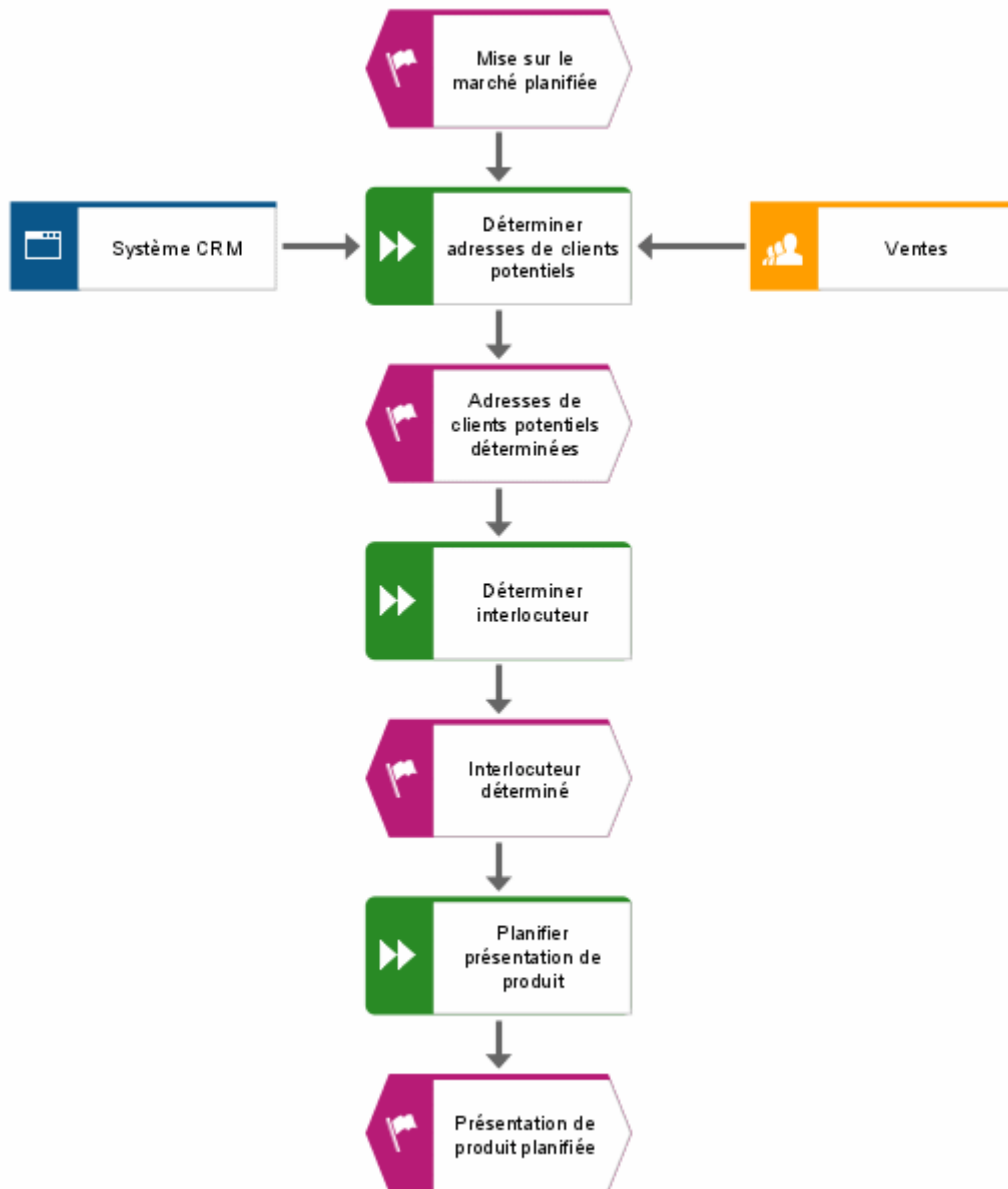 Mise sur le
marché planifiée
Système CRM
Déterminer
adresses de clients
potentiels
Ventes
Adresses de
clients potentiels
déterminées
Déterminer
interlocuteur
Interlocuteur
déterminé
Planifier
présentation de
produit
Présentation de
produit planifiée